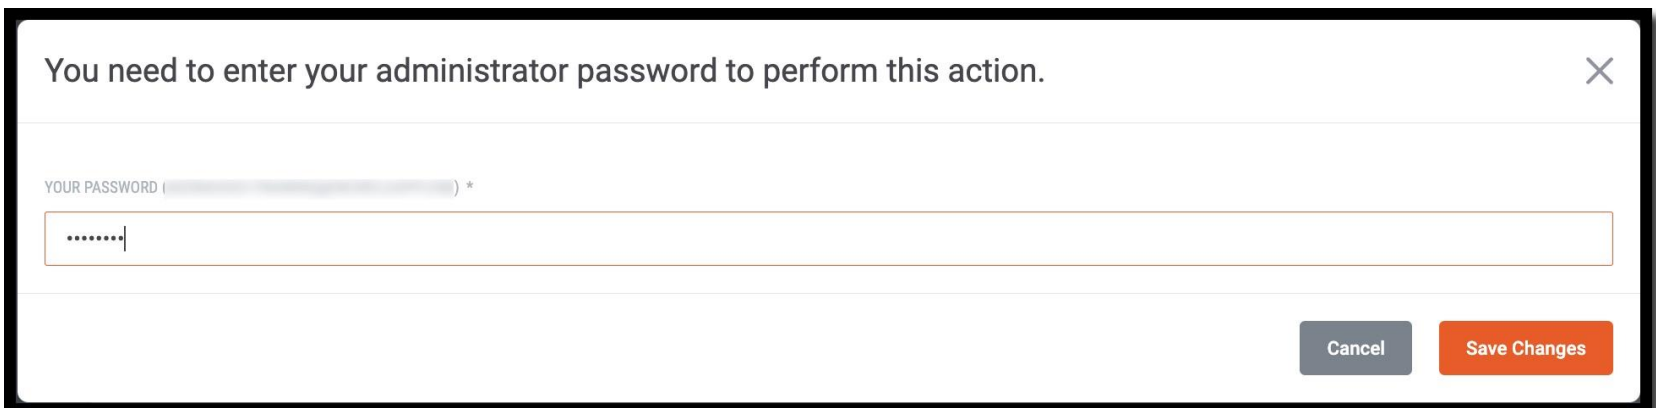 You need to enter your administrator password to perform this action.
YOUR PASSWORD ( ) *
••••••••
Cancel
Save Changes